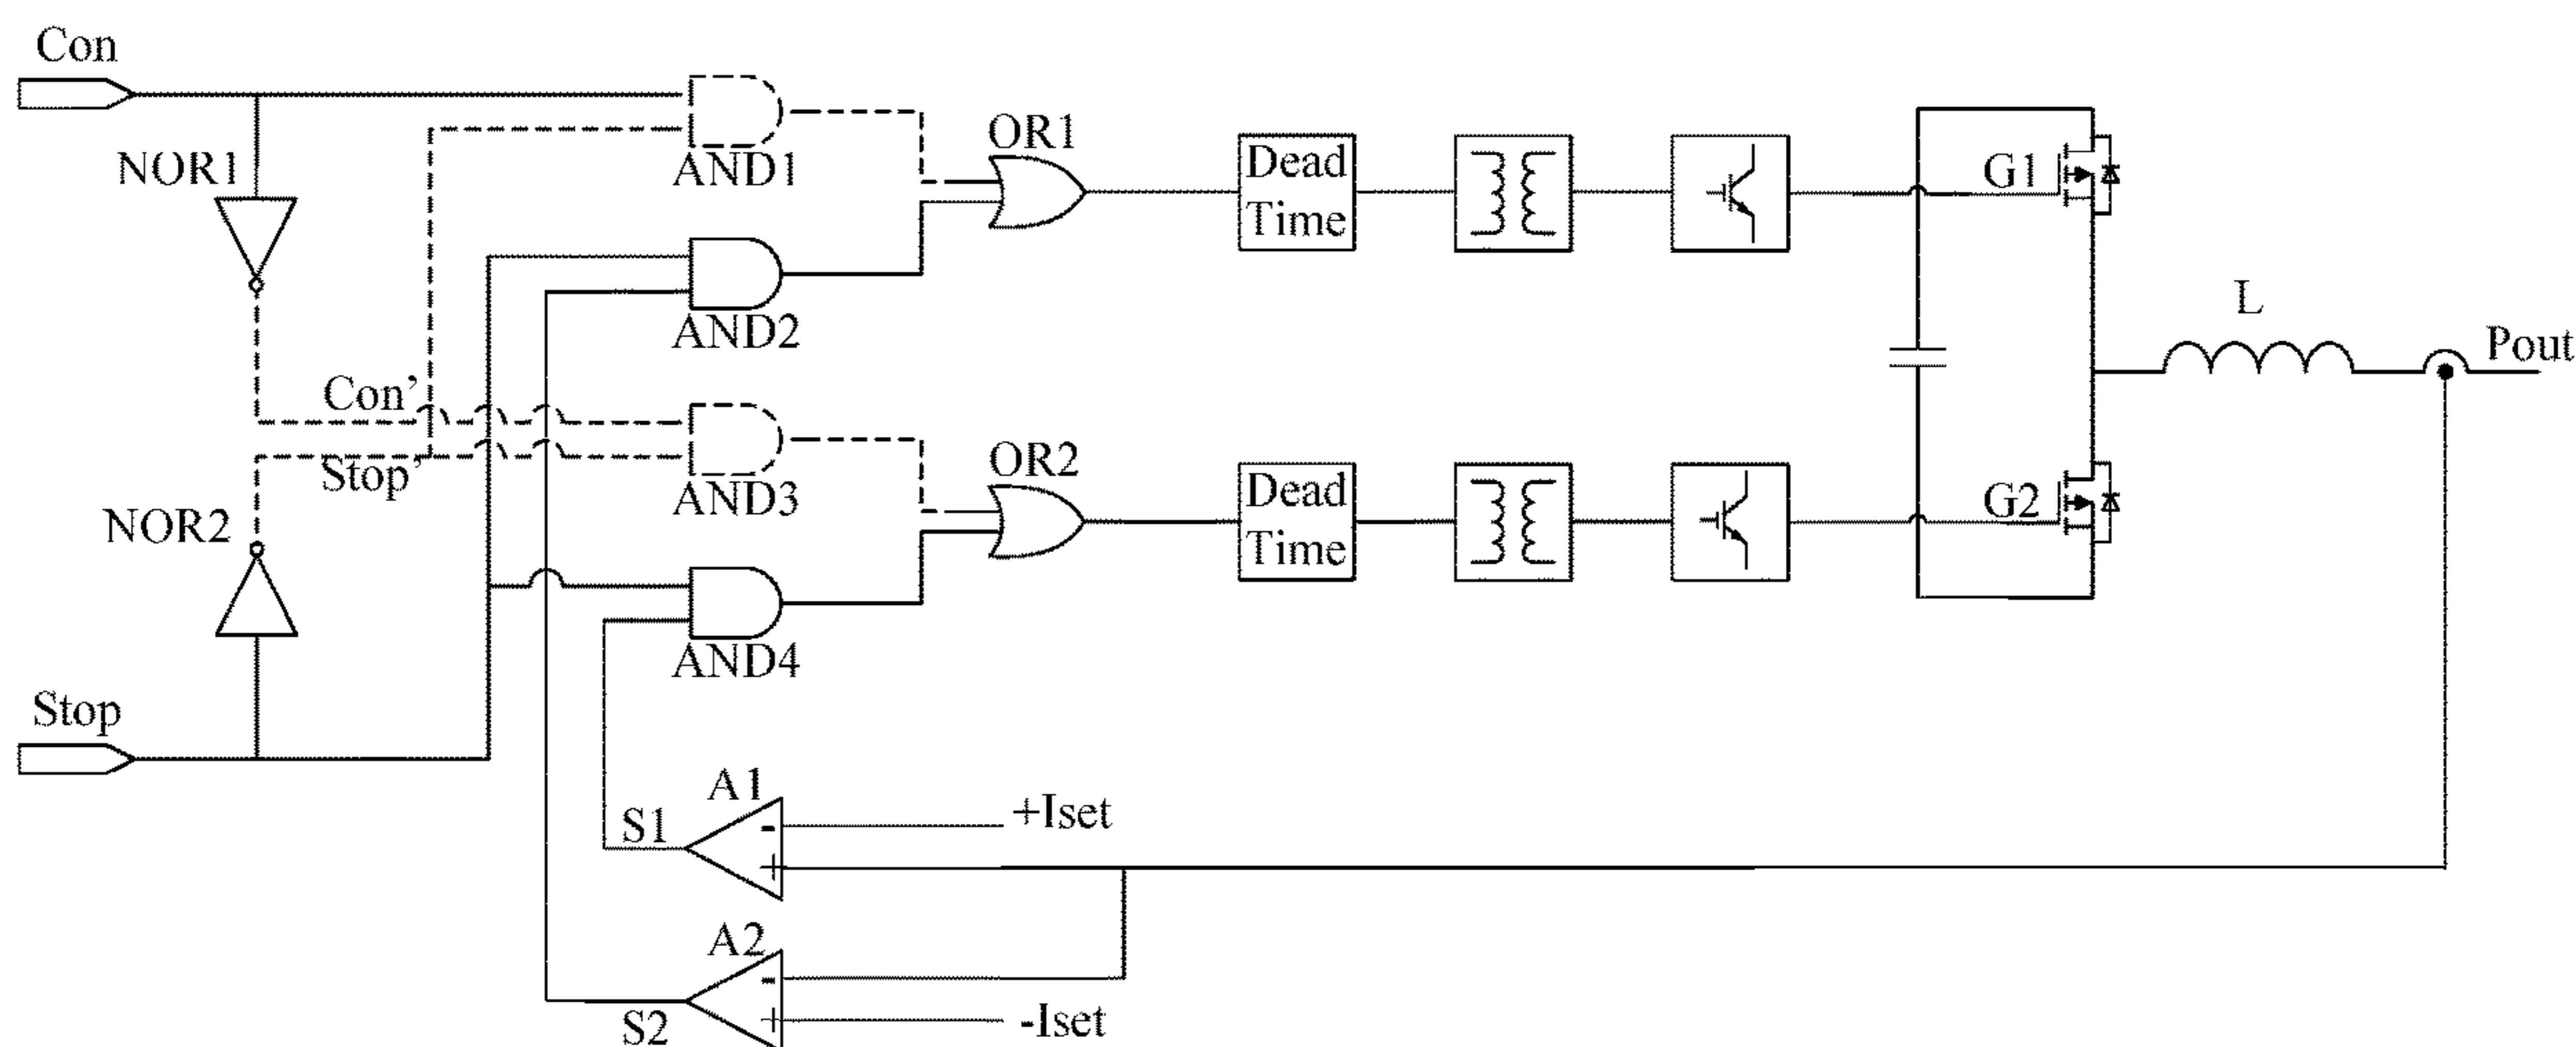 Con
NOR1
AND1
OR1
Dead
Time
G1
AND2
L
Pout
Con’
Stop’
AND3
NOR2
OR2
Dead
Time
G2
AND4
Stop
A1
S1
-
+
+Iset
A2
S2
-
+
-Iset